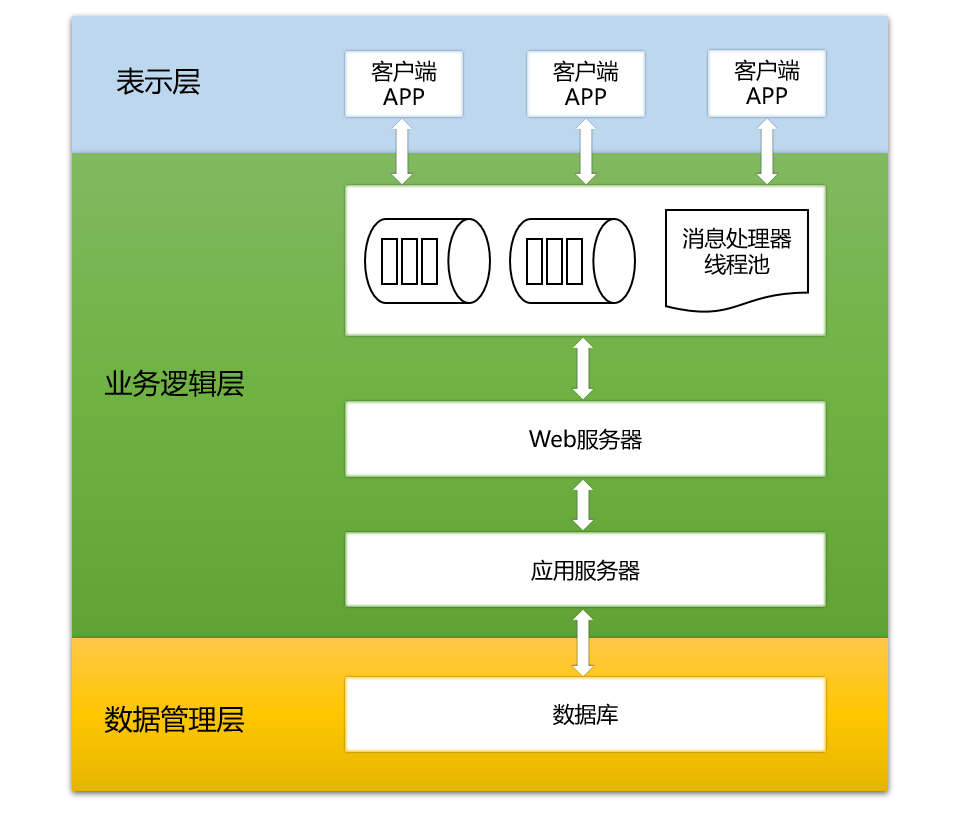 表示层
客户端
APP
客户端
APP
客户端
APP
业务逻辑层
消息处理器
线程池
Web服务器
应用服务器
数据管理层
数据库